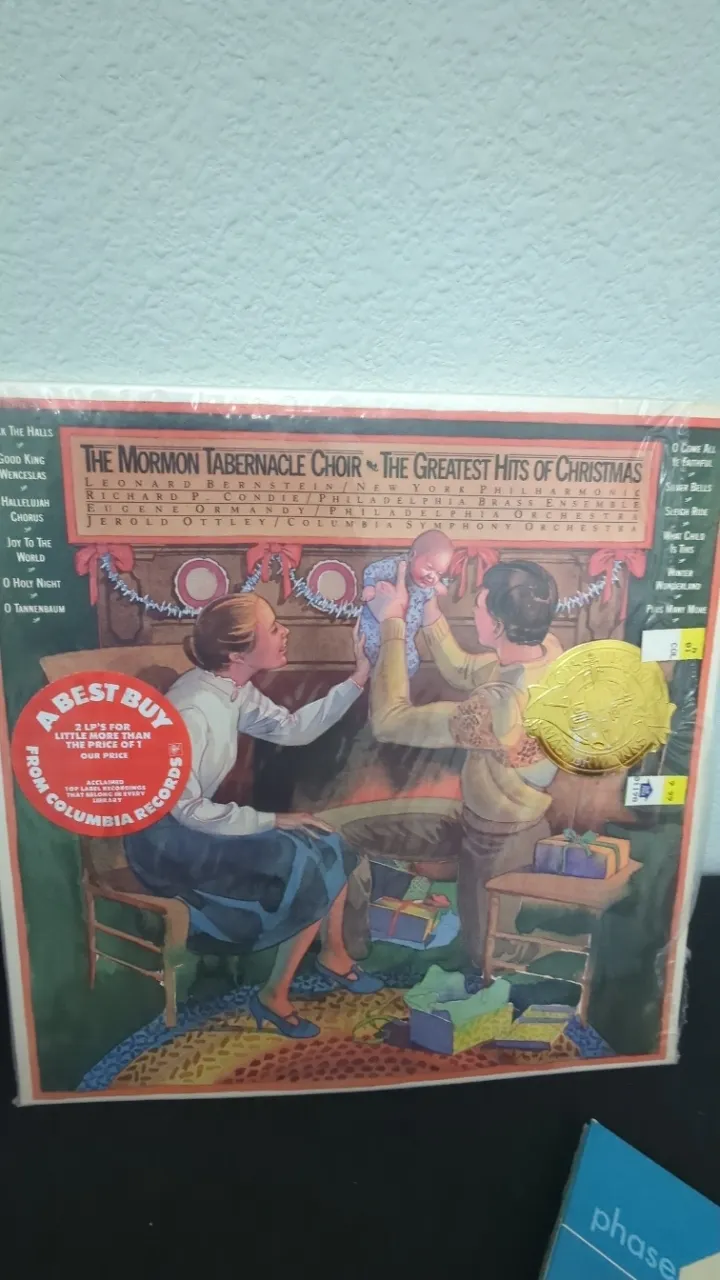 THE MORMON TABERNACLE CHOIR THE GREATEST HITS OF CHRISTMAS
LEONARD BERNSTEIN/NEW YORK PHILHARMONIC
RICHARD P. CONDIE/PHILADELPHIA BRASS ENSEMBLE
EUGENE ORMANDY/PHILADELPHIA ORCHESTRA
JEROLD OTTLEY/COLUMBIA SYMPHONY ORCHESTRA
K THE HALLS
GOOD KING
WENCESLAS
HALLELUJAH
CHORUS
JOY TO THE
WORLD
O HOLY NIGHT
O TANNENBAUM
O COME ALL
YE FAITHFUL
SILVER BELLS
SLEIGH RIDE
WHAT CHILD
IS THIS
WINTER
WONDERLAND
PLUS MANY MORE
A BEST BUY
2 LP'S FOR
LITTLE MORE THAN
THE PRICE OF 1
OUR PRICE
ACCLAIMED
TOP LABEL RECORDINGS
THAT BELONG IN EVERY
LIBRARY
FROM COLUMBIA RECORDS
9.99
phase